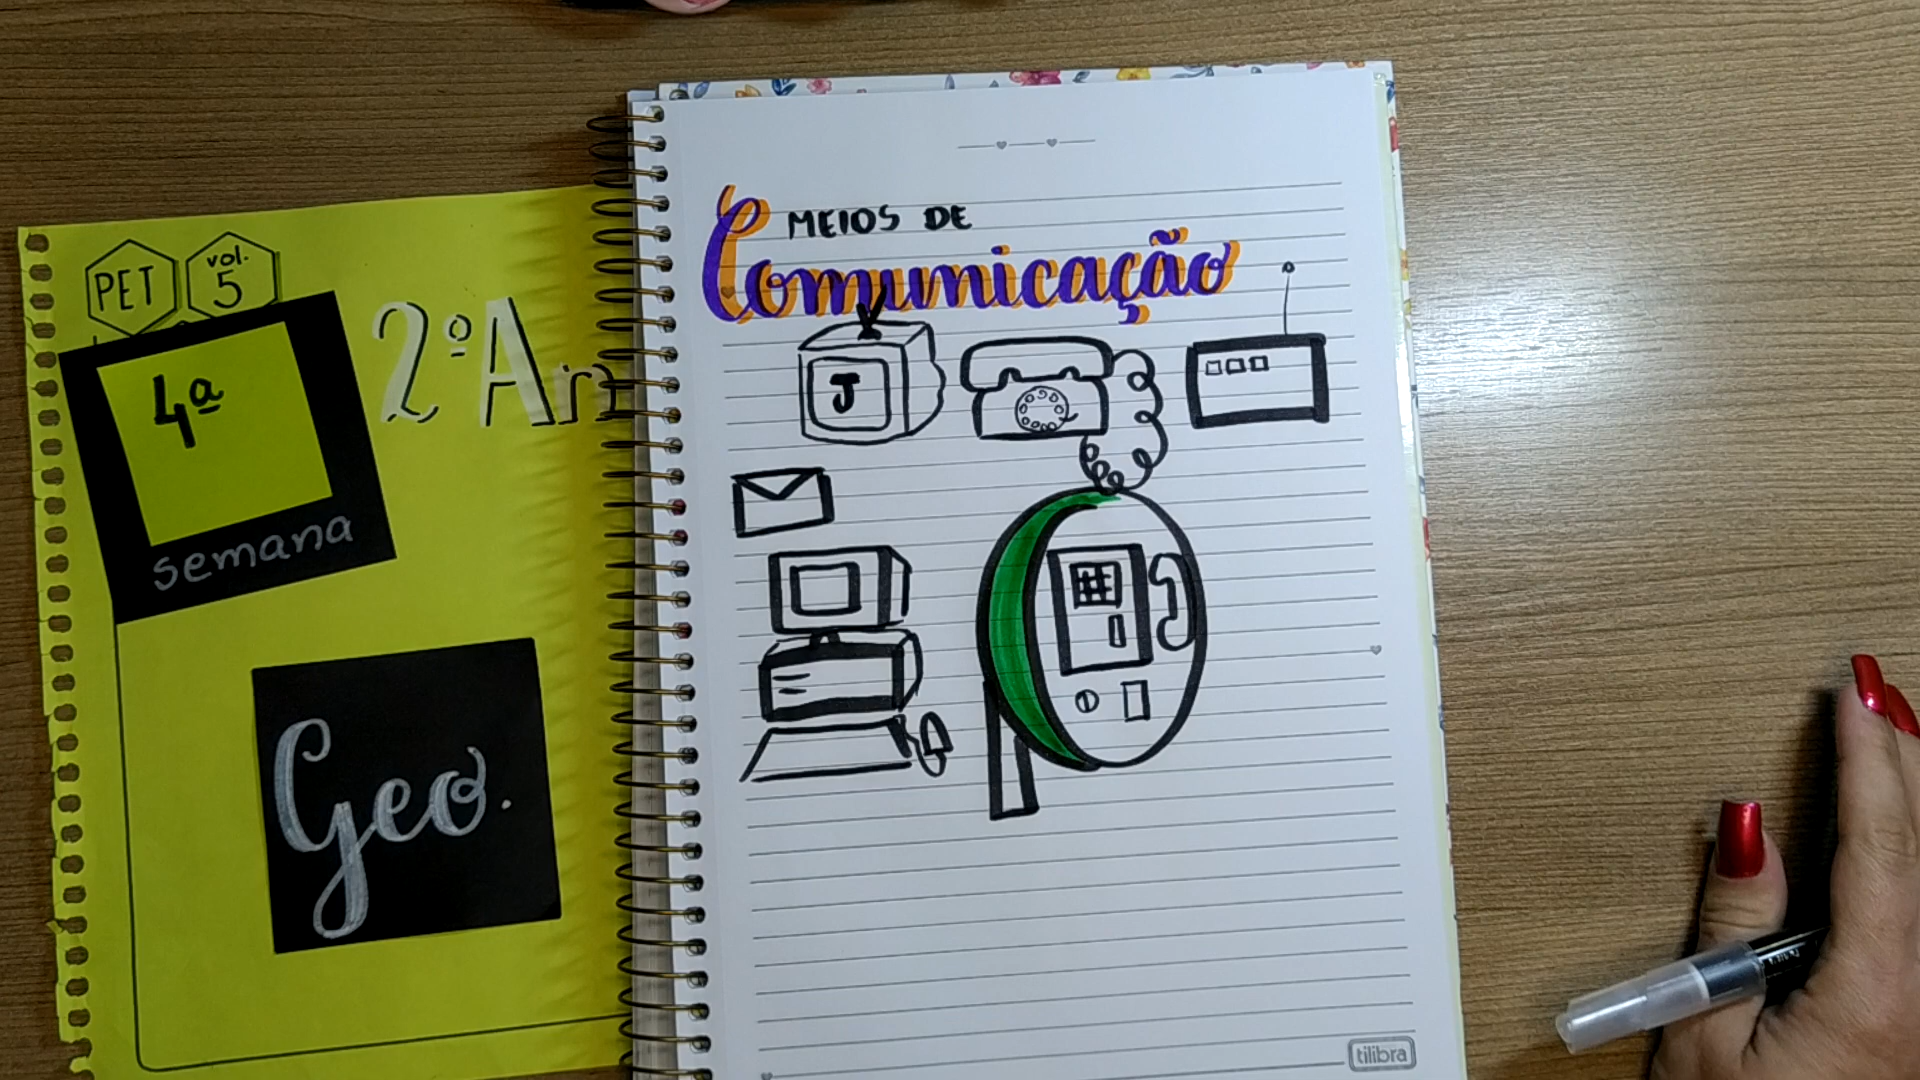 PET
vol.
5
4ª
semana
2º An
Geo.
MEIOS DE
Comunicação
J
tilibra